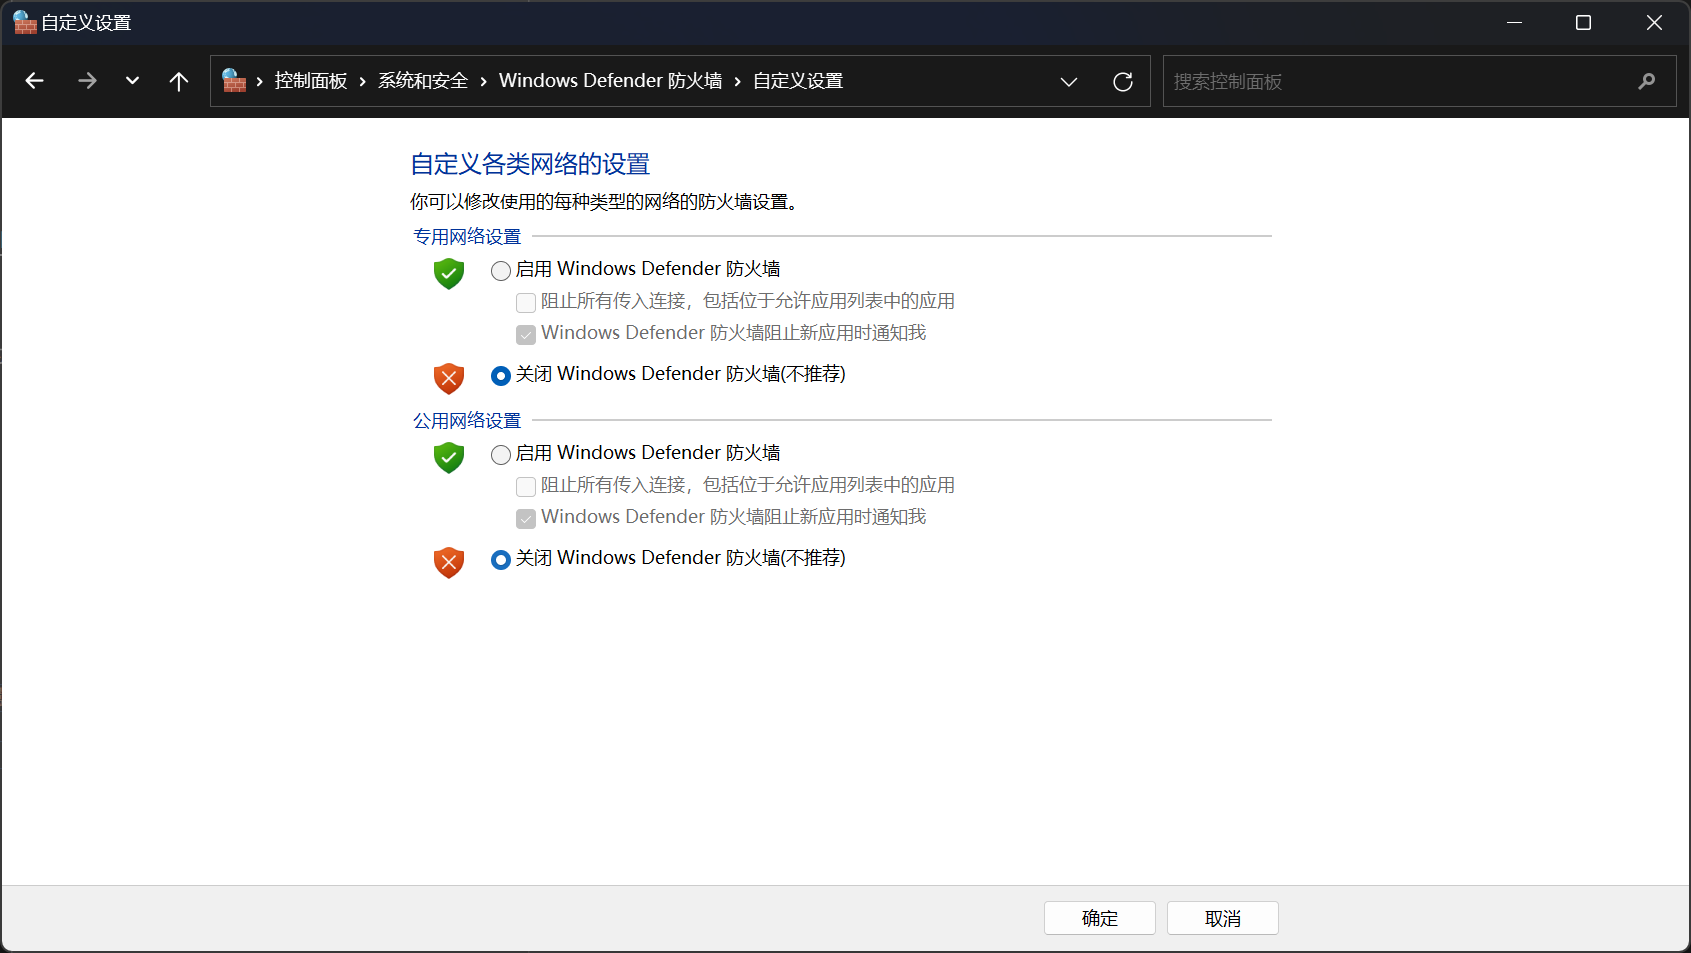 自定义设置
控制面板 › 系统和安全 › Windows Defender 防火墙 › 自定义设置
搜索控制面板
自定义各类网络的设置
你可以修改使用的每种类型的网络的防火墙设置。
专用网络设置
启用 Windows Defender 防火墙
阻止所有传入连接，包括位于允许应用列表中的应用
Windows Defender 防火墙阻止新应用时通知我
关闭 Windows Defender 防火墙(不推荐)
公用网络设置
启用 Windows Defender 防火墙
阻止所有传入连接，包括位于允许应用列表中的应用
Windows Defender 防火墙阻止新应用时通知我
关闭 Windows Defender 防火墙(不推荐)
确定
取消